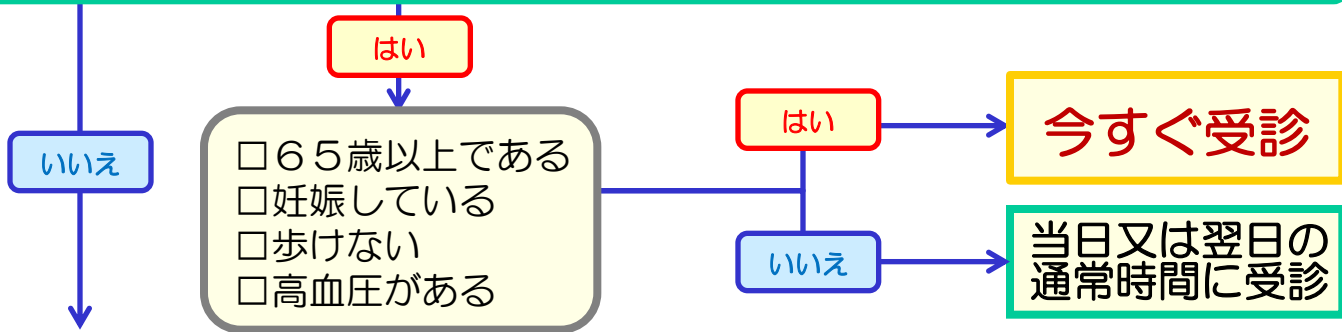 はい
いいえ
□６５歳以上である
□妊娠している
□歩けない
□高血圧がある
はい
今すぐ受診
いいえ
当日又は翌日の
通常時間に受診